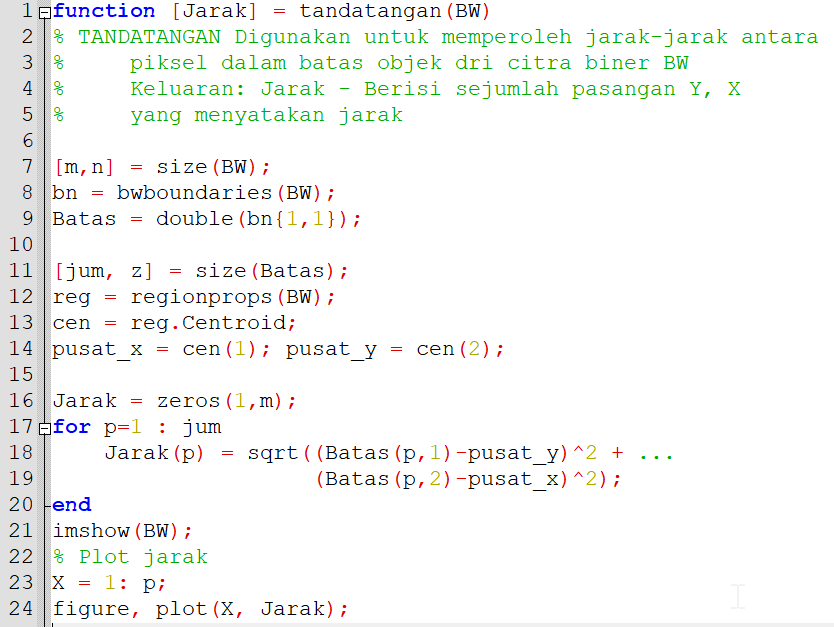 1 function [Jarak] = tandatangan(BW)
2 % TANDATANGAN Digunakan untuk memperoleh jarak-jarak antara
3 %     piksel dalam batas objek dri citra biner BW
4 %     Keluaran: Jarak - Berisi sejumlah pasangan Y, X
5 %     yang menyatakan jarak
6
7 [m,n] = size(BW);
8 bn = bwboundaries(BW);
9 Batas = double(bn{1,1});
10
11 [jum, z] = size(Batas);
12 reg = regionprops(BW);
13 cen = reg.Centroid;
14 pusat_x = cen(1); pusat_y = cen(2);
15
16 Jarak = zeros(1,m);
17 for p=1 : jum
18     Jarak(p) = sqrt((Batas(p,1)-pusat_y)^2 + ...
19                     (Batas(p,2)-pusat_x)^2);
20 end
21 imshow(BW);
22 % Plot jarak
23 X = 1: p;
24 figure, plot(X, Jarak);